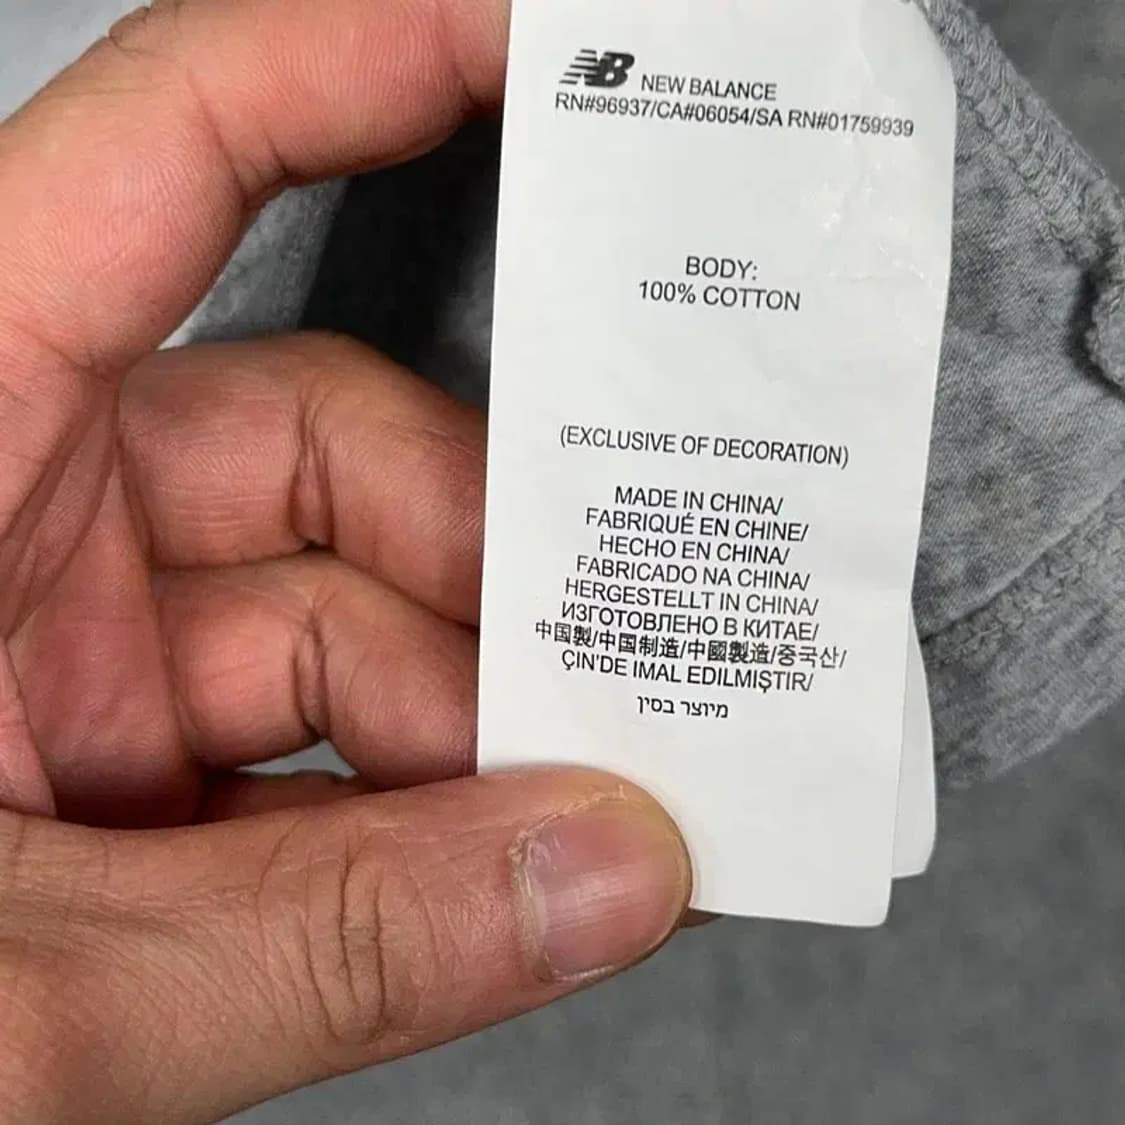 NB NEW BALANCE
RN#96937/CA#06054/SA RN#01759939
BODY:
100% COTTON
(EXCLUSIVE OF DECORATION)
MADE IN CHINA/
FABRIQUÉ EN CHINE/
HECHO EN CHINA/
FABRICADO NA CHINA/
HERGESTELLT IN CHINA/
ИЗГОТОВЛЕНО В КИТАЕ/
中国製/中国制造/中國製造/중국산/
ÇIN'DE IMAL EDILMIŞTIR/
מיוצר בסין